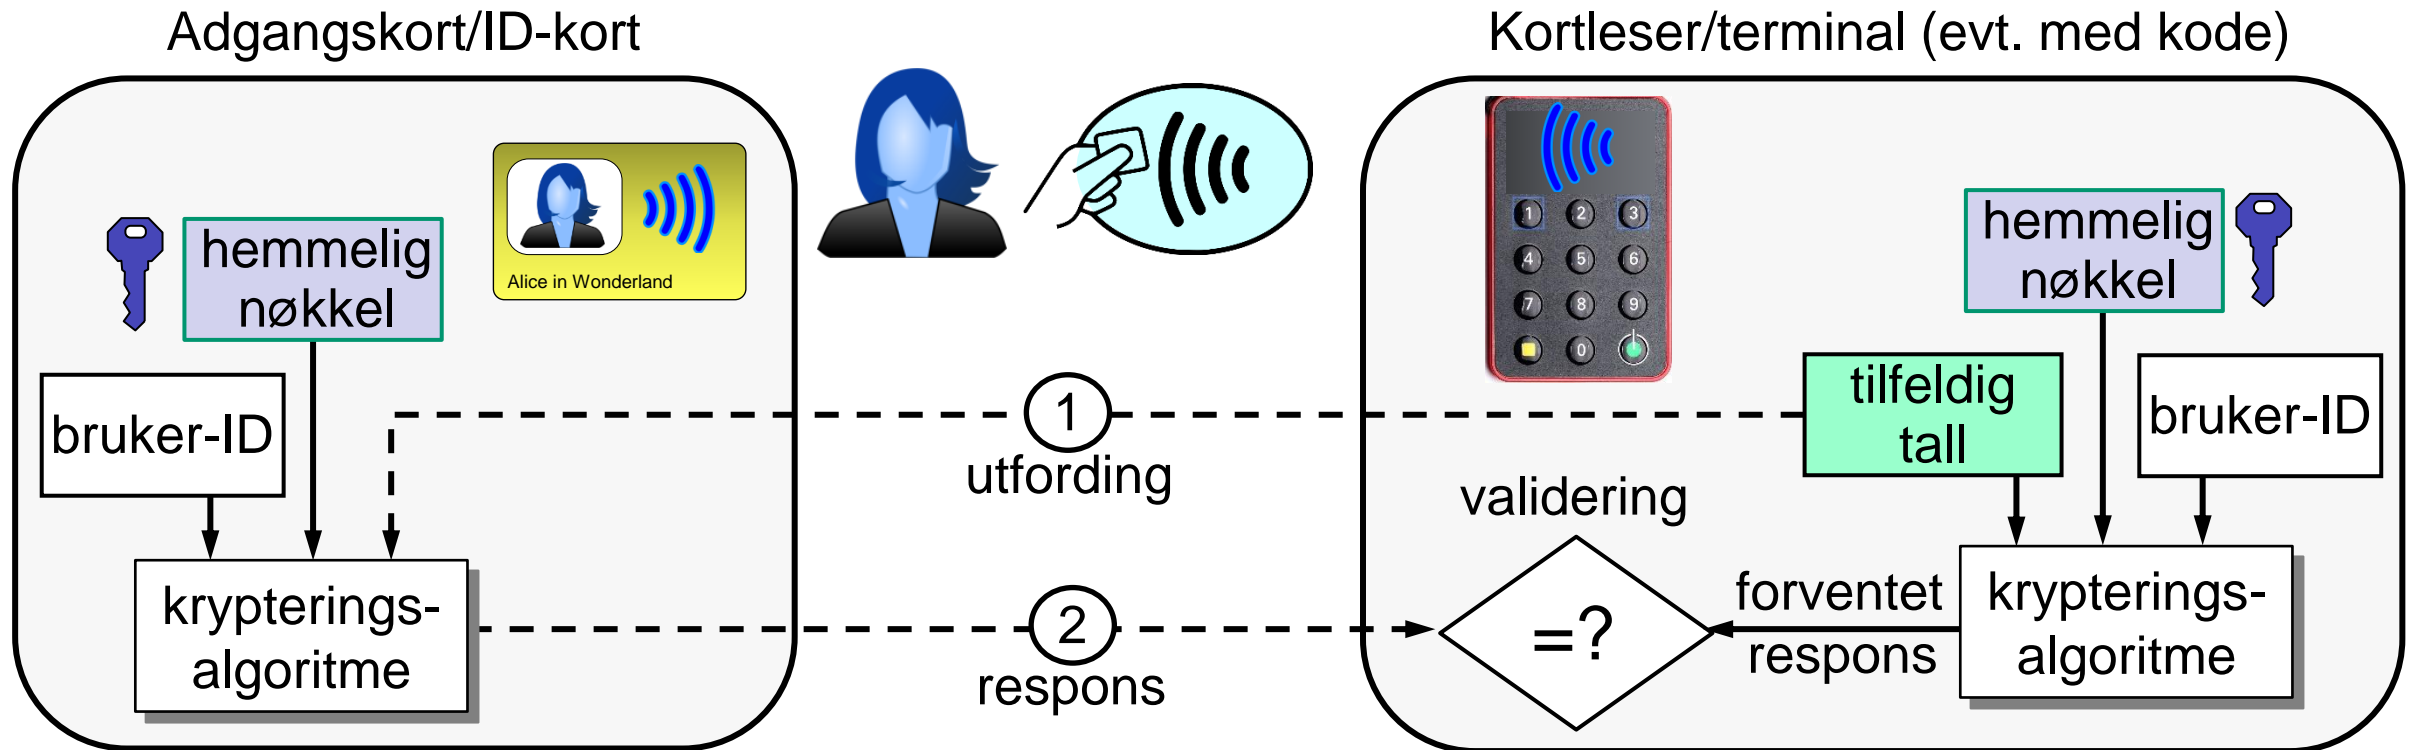 Adgangskort/ID-kort
Kortleser/terminal (evt. med kode)
hemmelig
nøkkel
Alice in Wonderland
1 2 3
4 5 6
7 8 9
0
hemmelig
nøkkel
bruker-ID
1
utfording
tilfeldig
tall
bruker-ID
validering
krypterings-
algoritme
2
respons
=?
forventet
respons
krypterings-
algoritme